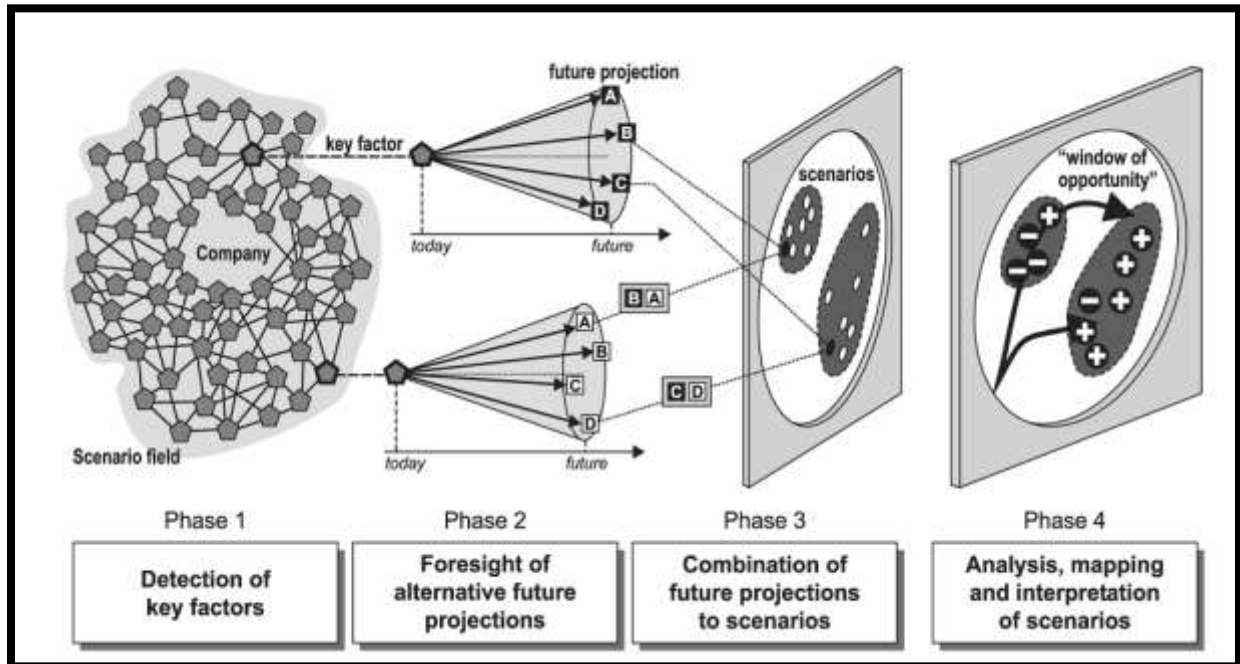 future projection
A
B
C
D
key factor
today
future
Company
Scenario field
A
B
C
D
today
future
B A
C D
scenarios
"window of
opportunity"
Phase 1
Detection of
key factors
Phase 2
Foresight of
alternative future
projections
Phase 3
Combination of
future projections
to scenarios
Phase 4
Analysis, mapping
and interpretation
of scenarios